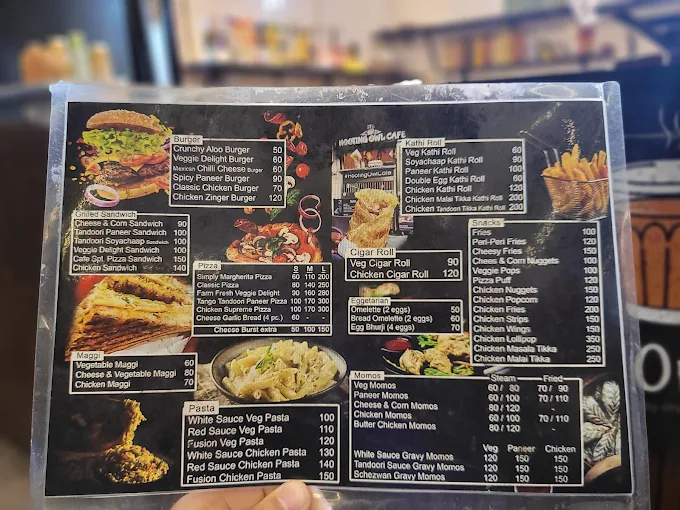 HOOTING OWL CAFE
#HootingOwlCafe
Burger
Crunchy Aloo Burger 50
Veggie Delight Burger 60
Mexican Chilli Cheese Burger 60
Spicy Paneer Burger 60
Classic Chicken Burger 70
Chicken Zinger Burger 120
Grilled Sandwich
Cheese & Corn Sandwich 90
Tandoori Paneer Sandwich 100
Tandoori Soyachaap Sandwich 100
Veggie Delight Sandwich 100
Cafe Spl. Pizza Sandwich 150
Chicken Sandwich 140
Maggi
Vegetable Maggi 60
Cheese & Vegetable Maggi 80
Chicken Maggi 70
Pizza S M L
Simply Margherita Pizza 60 110 200
Classic Pizza 80 140 250
Farm Fresh Veggie Delight 90 160 280
Tango Tandoori Paneer Pizza 100 170 300
Chicken Supreme Pizza 100 170 300
Cheese Garlic Bread (4 pc.) 60 -
Cheese Burst extra 50 100 150
Pasta
White Sauce Veg Pasta 100
Red Sauce Veg Pasta 110
Fusion Veg Pasta 120
White Sauce Chicken Pasta 130
Red Sauce Chicken Pasta 140
Fusion Chicken Pasta 150
Kathi Roll
Veg Kathi Roll 60
Soyachaap Kathi Roll 90
Paneer Kathi Roll 100
Double Egg Kathi Roll 60
Chicken Kathi Roll 120
Chicken Malai Tikka Kathi Roll 200
Chicken Tandoori Tikka Kathi Roll 200
Cigar Roll
Veg Cigar Roll 90
Chicken Cigar Roll 120
Eggetarian
Omelette (2 eggs) 50
Bread Omelette (2 eggs) 60
Egg Bhurji (4 eggs) 70
Snacks
Fries 100
Peri-Peri Fries 120
Cheesy Fries 150
Chees & Corn Nuggets 100
Veggie Pops 100
Pizza Puff
Chicken Nuggets 150
Chicken Popcorn 120
Chicken Fries 200
Chicken Strips 150
Chicken Wings 150
Chicken Lollipop 350
Chicken Masala Tikka 250
Chicken Malai Tikka 250
Momos Steam Fried
Veg Momos 60 / 80 70 / 90
Paneer Momos 80 / 120
Cheese & Corn Momos 60 / 100 70 / 110
Chicken Momos 80 / 120 -
Butter Chicken Momos 80 / 120
Veg Paneer Chicken
White Sauce Gravy Momos 120 150 150
Tandoori Sauce Gravy Momos 120 150 150
Schezwan Gravy Momos 120 150 150